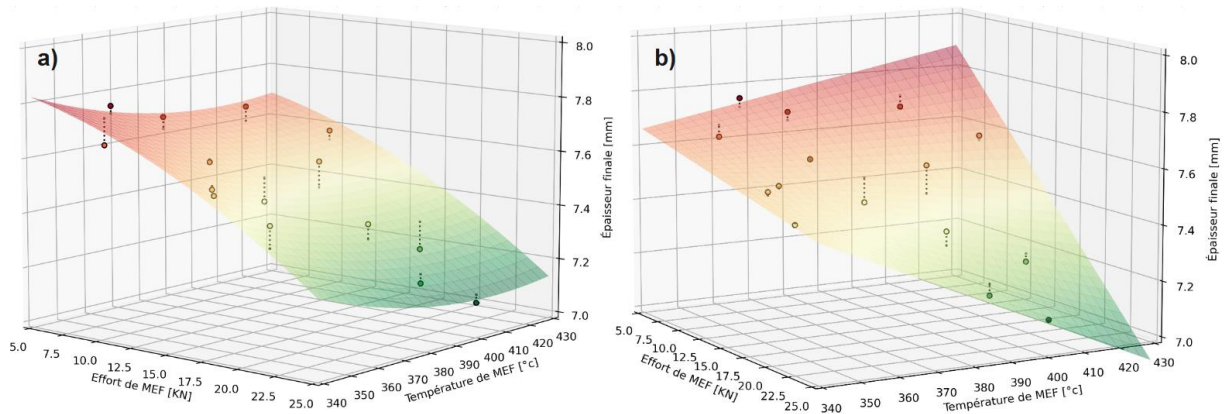 a)
8.0
7.8
7.6
7.4
7.2
7.0
Épaisseur finale [mm]
5.0 7.5 10.0 12.5 15.0 17.5 20.0 22.5 25.0
Effort de MEF [KN]
340 350 360 370 380 390 400 410 420 430
Température de MEF [°c]
b)
8.0
7.8
7.6
7.4
7.2
7.0
Épaisseur finale [mm]
5.0 7.5 10.0 12.5 15.0 17.5 20.0 22.5 25.0
Effort de MEF [KN]
340 350 360 370 380 390 400 410 420 430
Température de MEF [°c]